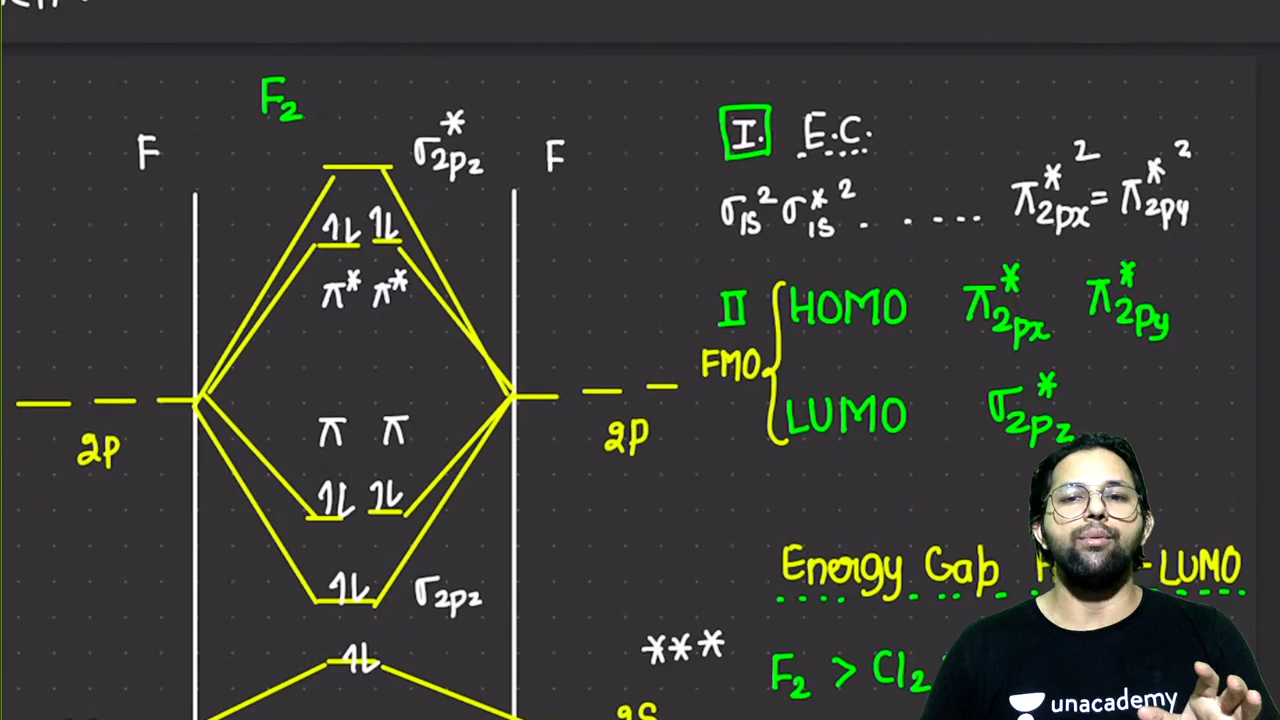 F₂
F
σ*2pz
F
⥮ ⥮
π* π*
2p
2p
π π
⥮ ⥮
⥮
σ2pz
⥮
2S
I. E.C.
σ1s² σ*1s² . . . . . . π*2px² = π*2py²
II FMO { HOMO π*2px π*2py
LUMO σ*2pz
Energy Gap - LUMO
***
F₂ > Cl₂
unacademy